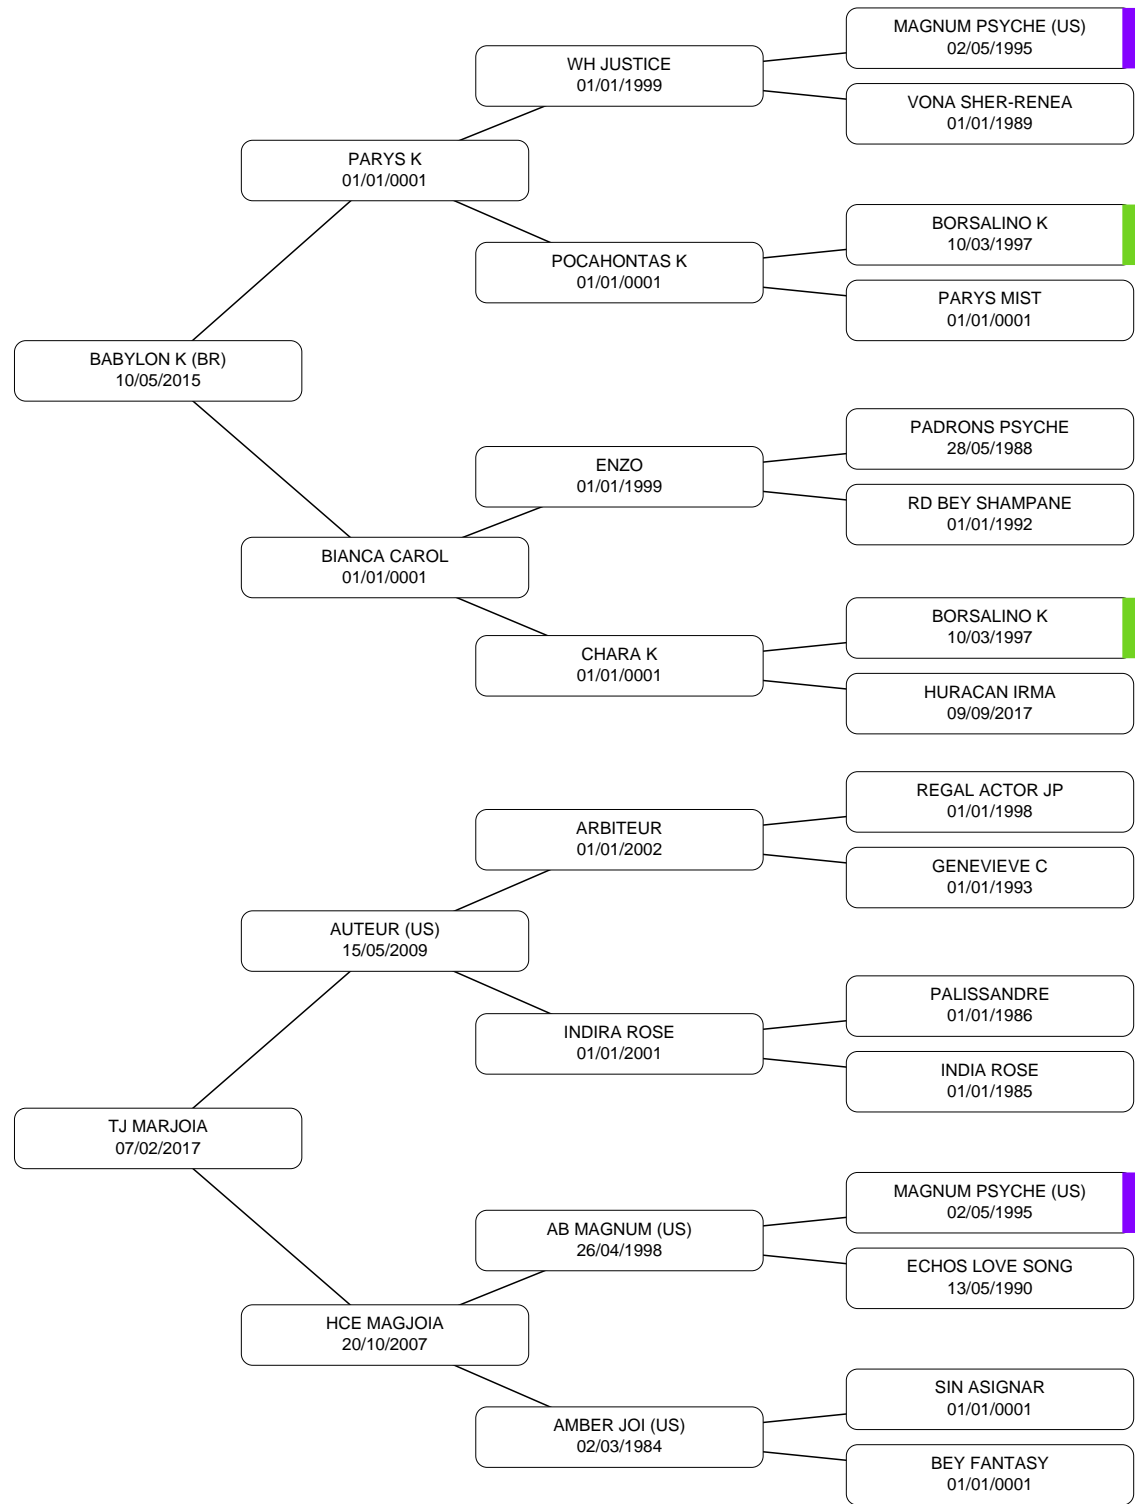 MAGNUM PSYCHE (US)
02/05/1995
WH JUSTICE
01/01/1999
VONA SHER-RENEA
01/01/1989
PARYS K
01/01/0001
BORSALINO K
10/03/1997
POCAHONTAS K
01/01/0001
PARYS MIST
01/01/0001
BABYLON K (BR)
10/05/2015
PADRONS PSYCHE
28/05/1988
ENZO
01/01/1999
RD BEY SHAMPANE
01/01/1992
BIANCA CAROL
01/01/0001
BORSALINO K
10/03/1997
CHARA K
01/01/0001
HURACAN IRMA
09/09/2017
REGAL ACTOR JP
01/01/1998
ARBITEUR
01/01/2002
GENEVIEVE C
01/01/1993
AUTEUR (US)
15/05/2009
PALISSANDRE
01/01/1986
INDIRA ROSE
01/01/2001
INDIA ROSE
01/01/1985
TJ MARJOIA
07/02/2017
MAGNUM PSYCHE (US)
02/05/1995
AB MAGNUM (US)
26/04/1998
ECHOS LOVE SONG
13/05/1990
HCE MAGJOIA
20/10/2007
SIN ASIGNAR
01/01/0001
AMBER JOI (US)
02/03/1984
BEY FANTASY
01/01/0001